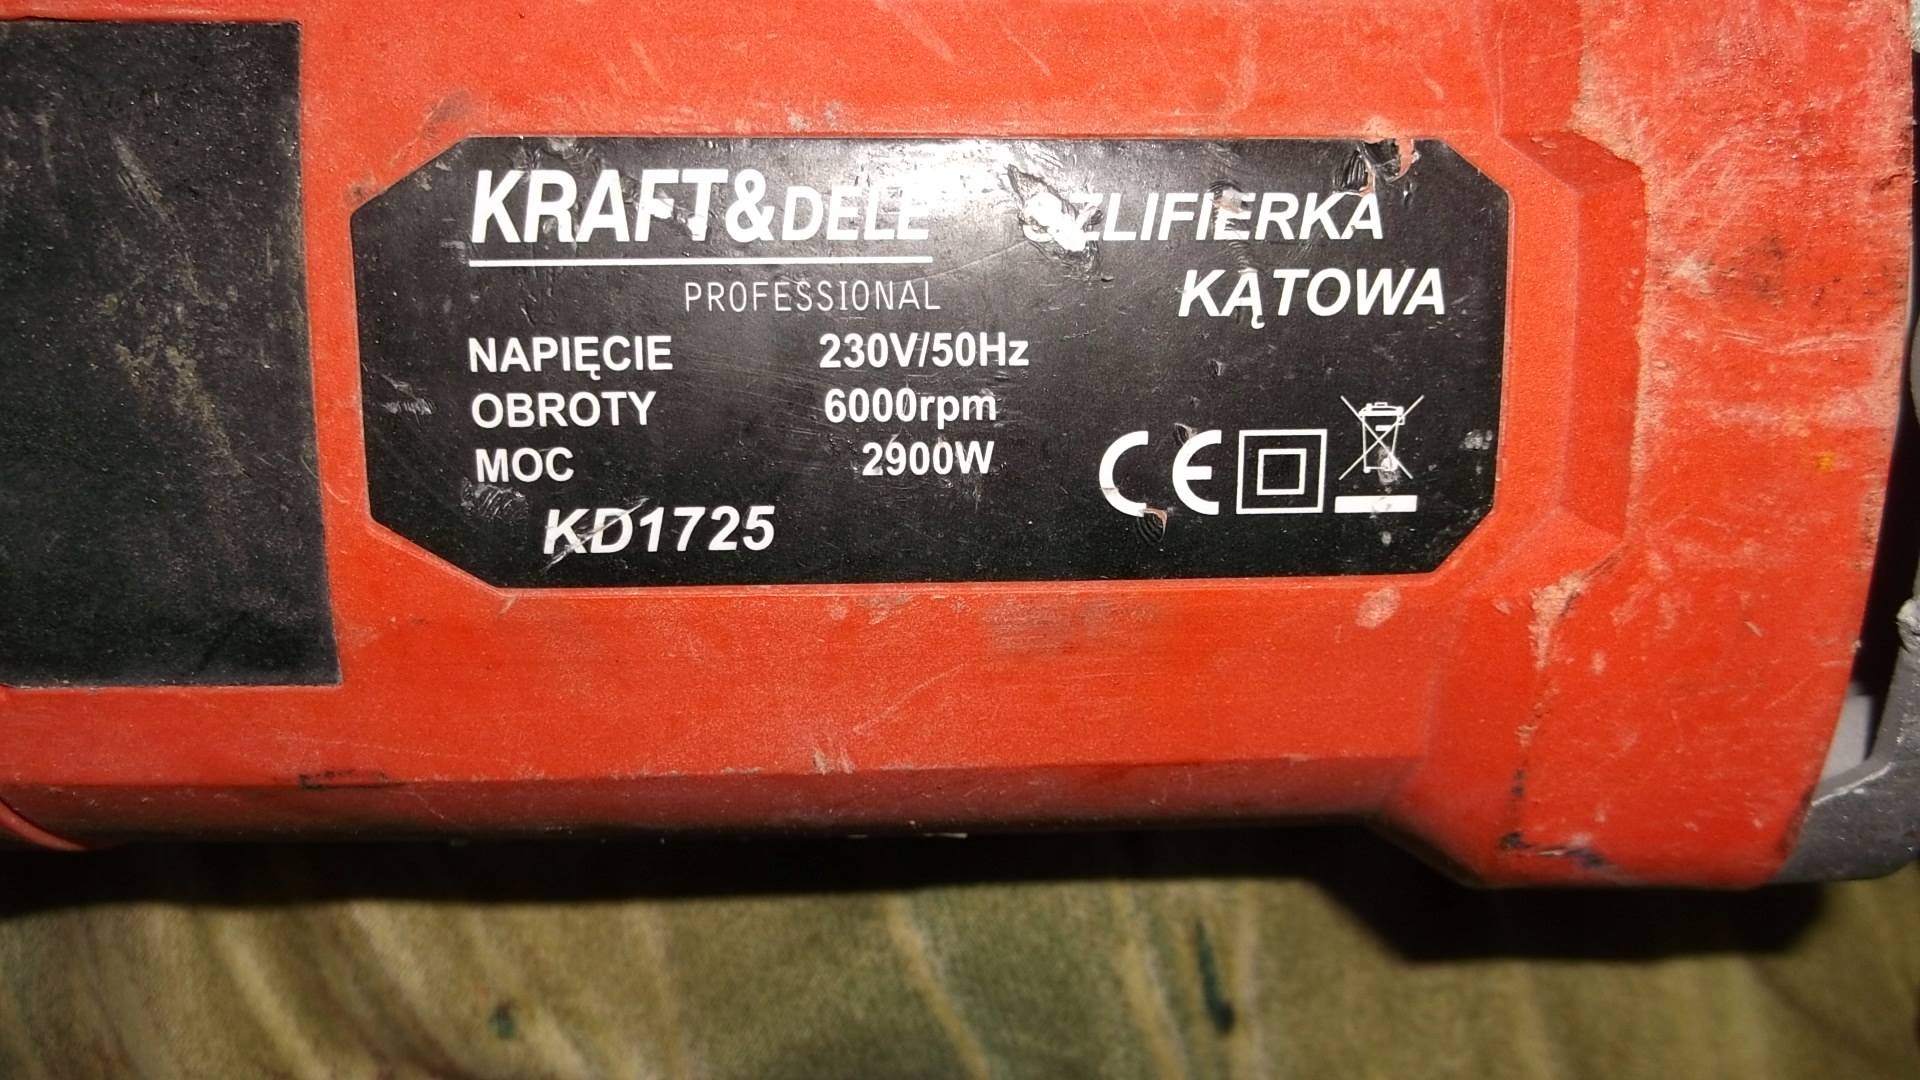 KRAFT&DELE
PROFESSIONAL
SZLIFIERKA
KĄTOWA
NAPIĘCIE 230V/50Hz
OBROTY 6000rpm
MOC 2900W
KD1725
CE